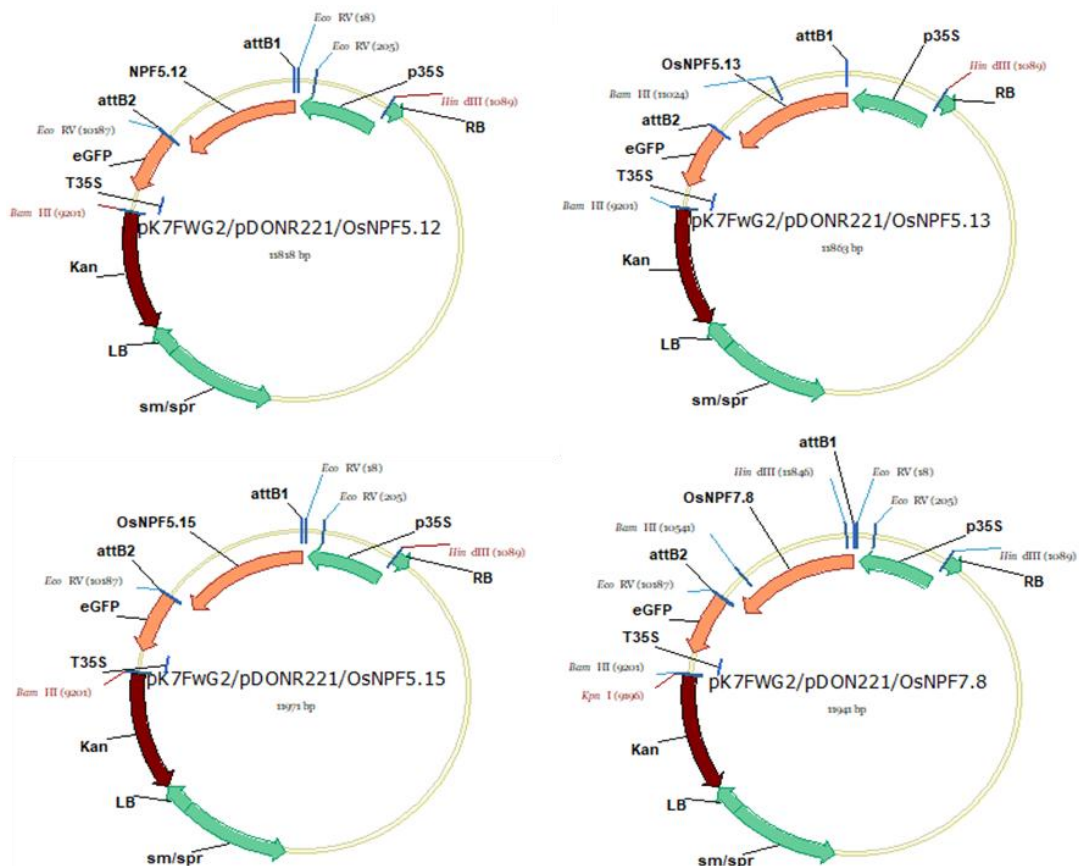 Eco RV (18)
attB1
Eco RV (205)
NPF5.12
p35S
Hin dIII (1089)
attB2
RB
Eco RV (10187)
eGFP
T35S
Bam HI (9201)
pK7FWG2/pDONR221/OsNPF5.12
11818 bp
Kan
LB
sm/spr
attB1
p35S
OsNPF5.13
Hin dIII (1089)
Bam HI (11024)
RB
attB2
eGFP
T35S
Bam HI (9201)
pK7FwG2/pDONR221/OsNPF5.13
11863 bp
Kan
LB
sm/spr
Eco RV (18)
attB1
Eco RV (205)
OsNPF5.15
p35S
Hin dIII (1089)
attB2
RB
Eco RV (10187)
eGFP
T35S
Bam HI (9201)
pK7FwG2/pDONR221/OsNPF5.15
11971 bp
Kan
LB
sm/spr
attB1
Hin dIII (11846)
Eco RV (18)
OsNPF7.8
Eco RV (205)
p35S
Bam HI (10541)
Hin dIII (1089)
attB2
RB
Eco RV (10187)
eGFP
T35S
Bam HI (9201)
pK7FWG2/pDON221/OsNPF7.8
Kpn I (9196)
11941 bp
Kan
LB
sm/spr